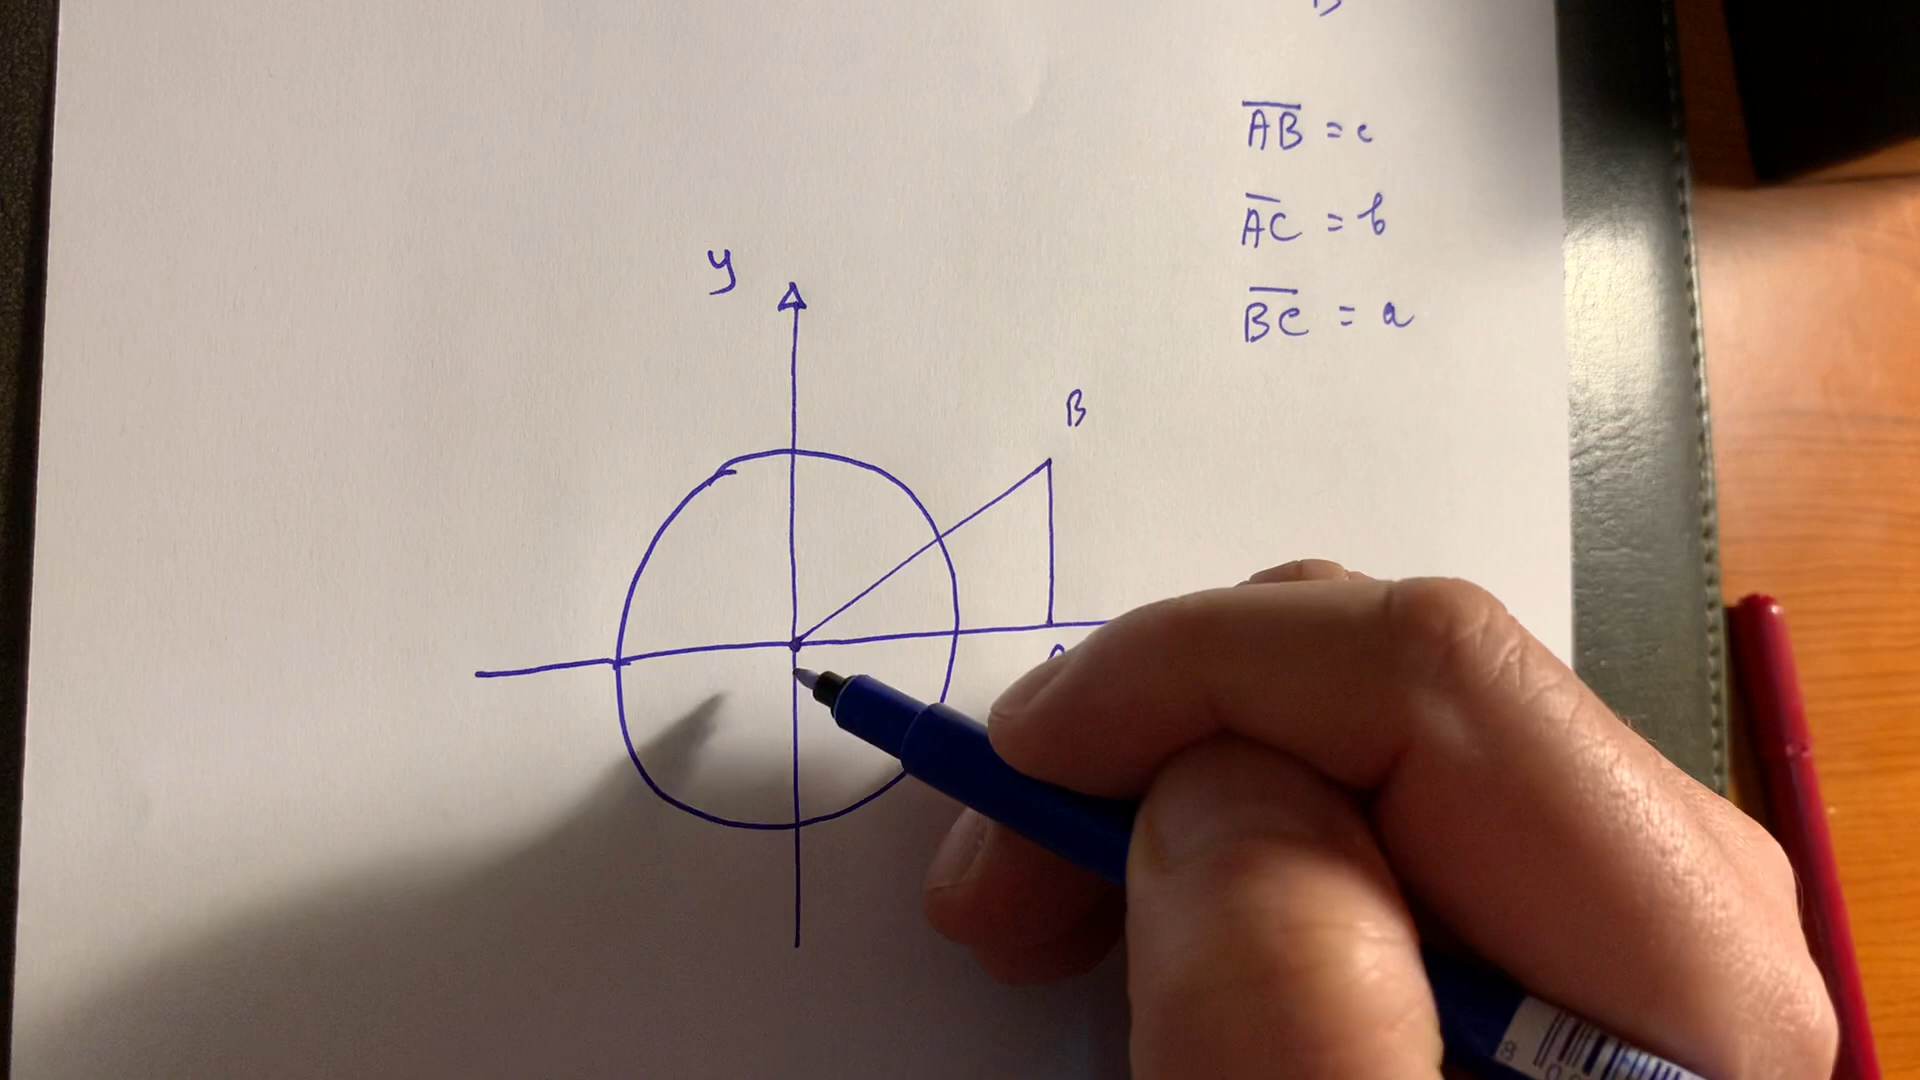 AB = c
AC = b
BC = a
y
B